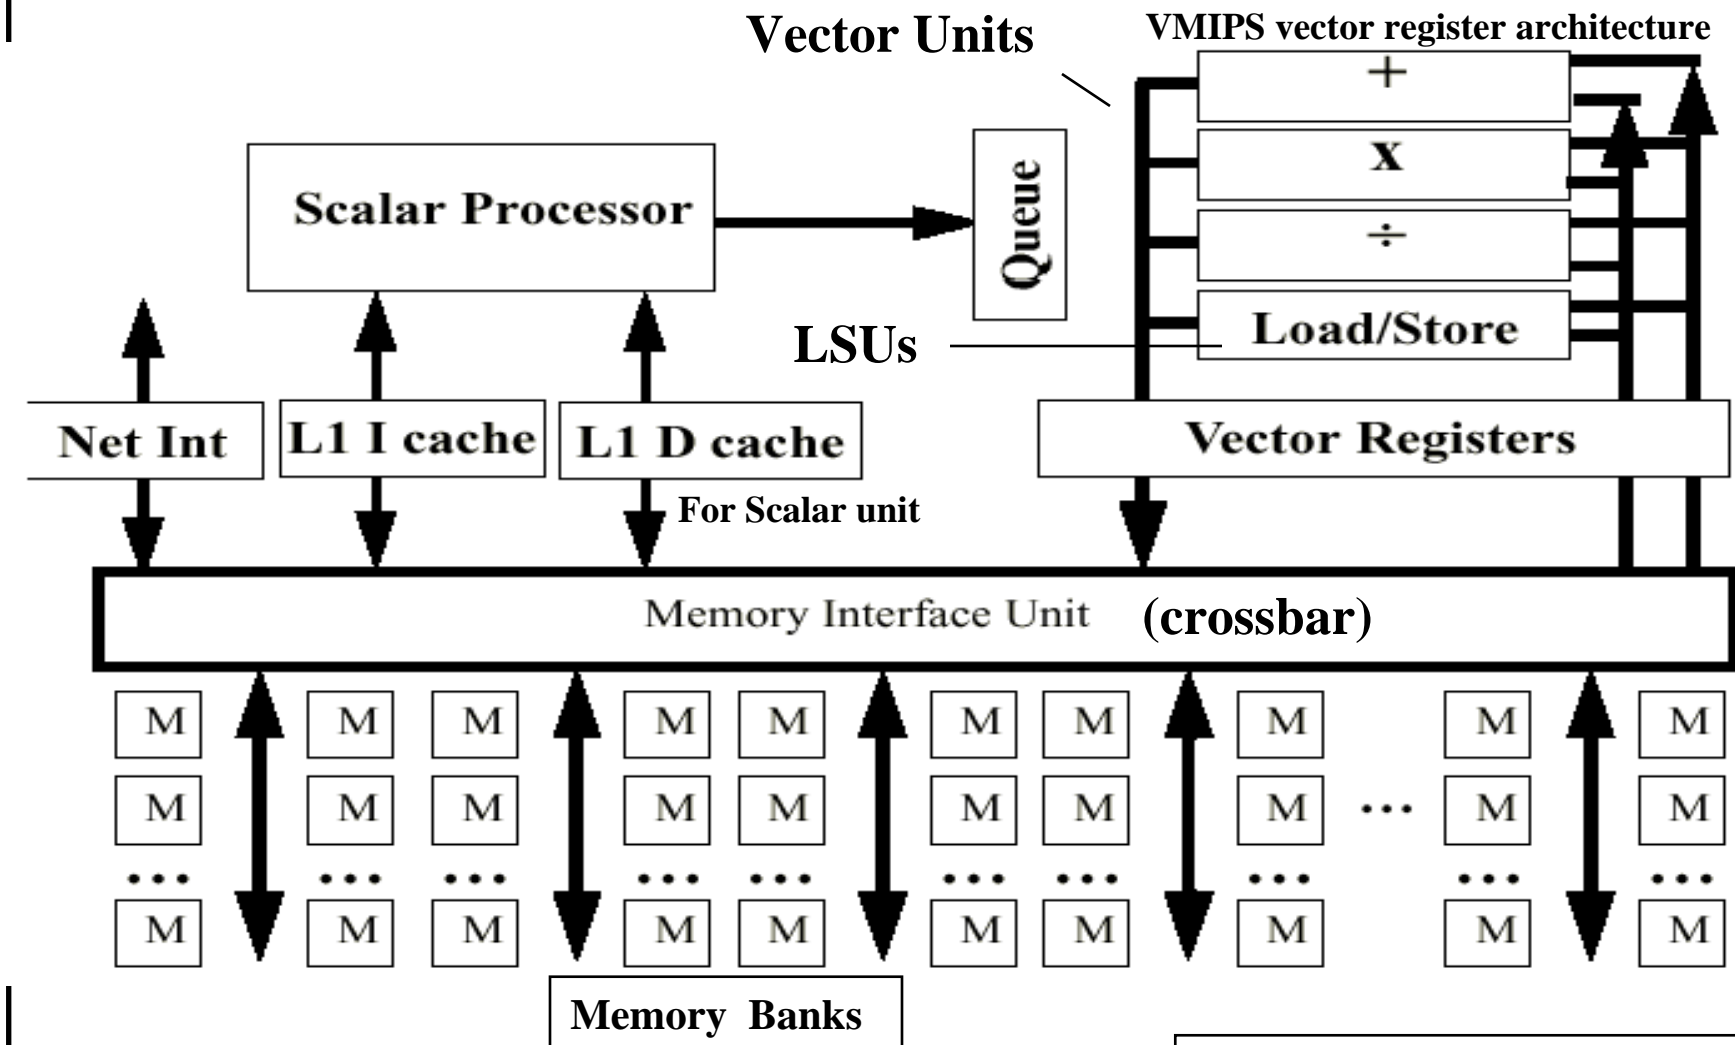 Vector Units
VMIPS vector register architecture
+
x
÷
Load/Store
Scalar Processor
Queue
LSUs
Net Int
L1 I cache
L1 D cache
Vector Registers
For Scalar unit
Memory Interface Unit (crossbar)
M M M M M M M M M M
M M M M M M M M ... M M
... ... ... ... ... ... ... ... ... ...
M M M M M M M M M M
Memory Banks